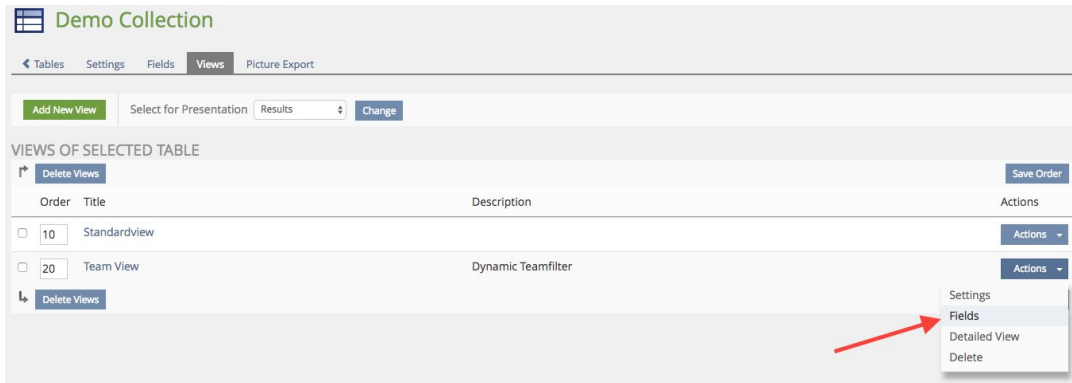 Demo Collection
Tables Settings Fields Views Picture Export
Add New View Select for Presentation Results Change
VIEWS OF SELECTED TABLE
Delete Views Save Order
Order Title Description Actions
10 Standardview Actions
20 Team View Dynamic Teamfilter Actions
Delete Views
Settings
Fields
Detailed View
Delete